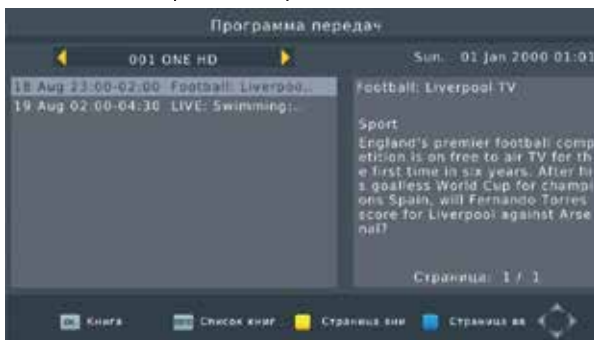 Программа передач
001 ONE HD
Sun. 01 Jan 2000 01:01
18 Aug 23:00-02:00 Football: Liverpoo..
19 Aug 02:00-04:30 LIVE: Swimming:..
Football: Liverpool TV
Sport
England's premier football comp
etition is on free to air TV for th
e first time in six years. After hi
s goalless World Cup for champi
ons Spain, will Fernando Torres
score for Liverpool against Arse
nal?
Страница: 1 / 1
OK Книга
Список книг
Страница вни
Страница вв